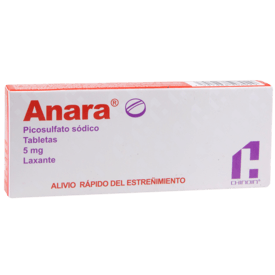 Anara®
Picosulfato sódico
Tabletas
5 mg
Laxante
CHINOIN®
ALIVIO RÁPIDO DEL ESTREÑIMIENTO